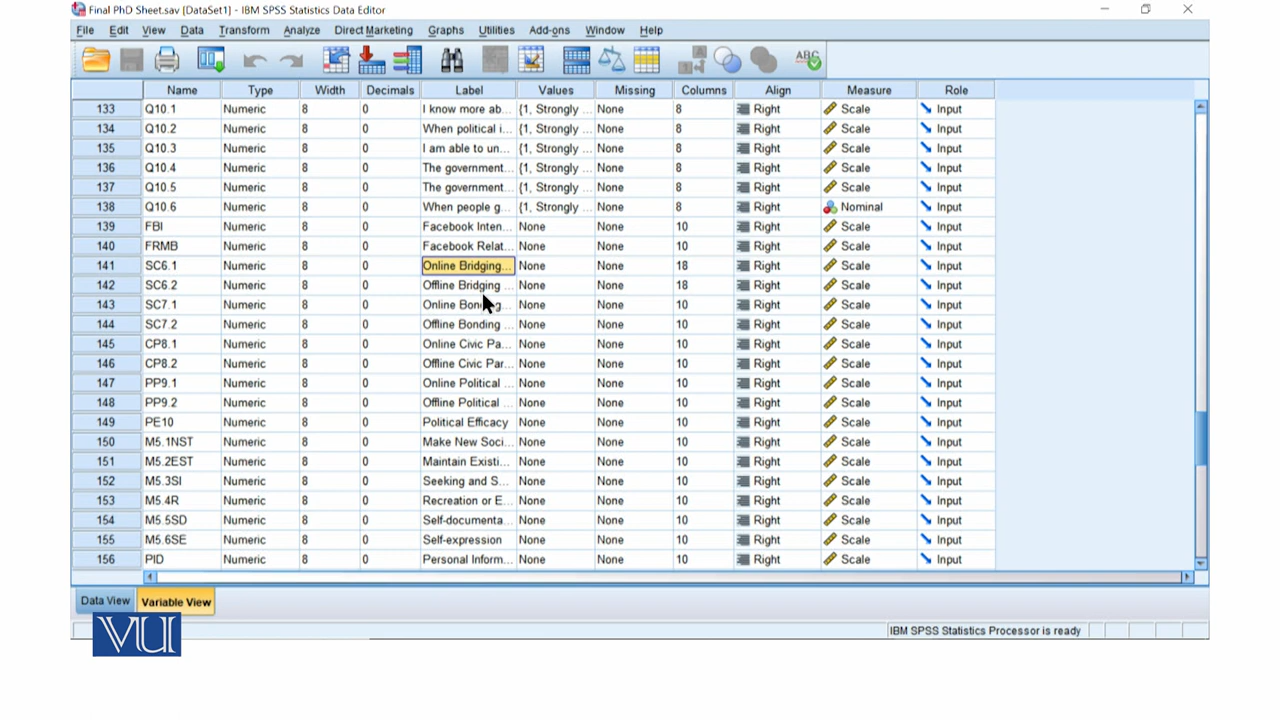 Final PhD Sheet.sav [DataSet1] - IBM SPSS Statistics Data Editor
File Edit View Data Transform Analyze Direct Marketing Graphs Utilities Add-ons Window Help
ABC
Name Type Width Decimals Label Values Missing Columns Align Measure Role
133 Q10.1 Numeric 8 0 I know more ab... {1, Strongly ... None 8 Right Scale Input
134 Q10.2 Numeric 8 0 When political i... {1, Strongly ... None 8 Right Scale Input
135 Q10.3 Numeric 8 0 I am able to un... {1, Strongly ... None 8 Right Scale Input
136 Q10.4 Numeric 8 0 The government... {1, Strongly ... None 8 Right Scale Input
137 Q10.5 Numeric 8 0 The government... {1, Strongly ... None 8 Right Scale Input
138 Q10.6 Numeric 8 0 When people g... {1, Strongly ... None 8 Right Nominal Input
139 FBI Numeric 8 0 Facebook Inten... None None 10 Right Scale Input
140 FRMB Numeric 8 0 Facebook Relat... None None 10 Right Scale Input
141 SC6.1 Numeric 8 0 Online Bridging... None None 18 Right Scale Input
142 SC6.2 Numeric 8 0 Offline Bridging ... None None 18 Right Scale Input
143 SC7.1 Numeric 8 0 Online None None 10 Right Scale Input
144 SC7.2 Numeric 8 0 Offline Bonding ... None None 10 Right Scale Input
145 CP8.1 Numeric 8 0 Online Civic Pa... None None 10 Right Scale Input
146 CP8.2 Numeric 8 0 Offline Civic Par... None None 10 Right Scale Input
147 PP9.1 Numeric 8 0 Online Political ... None None 10 Right Scale Input
148 PP9.2 Numeric 8 0 Offline Political ... None None 10 Right Scale Input
149 PE10 Numeric 8 0 Political Efficacy None None 10 Right Scale Input
150 M5.1NST Numeric 8 0 Make New Soci... None None 10 Right Scale Input
151 M5.2EST Numeric 8 0 Maintain Existi... None None 10 Right Scale Input
152 M5.3SI Numeric 8 0 Seeking and S... None None 10 Right Scale Input
153 M5.4R Numeric 8 0 Recreation or E... None None 10 Right Scale Input
154 M5.5SD Numeric 8 0 Self-documenta... None None 10 Right Scale Input
155 M5.6SE Numeric 8 0 Self-expression None None 10 Right Scale Input
156 PID Numeric 8 0 Personal Inform... None None 10 Right Scale Input
Data View Variable View
VU
IBM SPSS Statistics Processor is ready